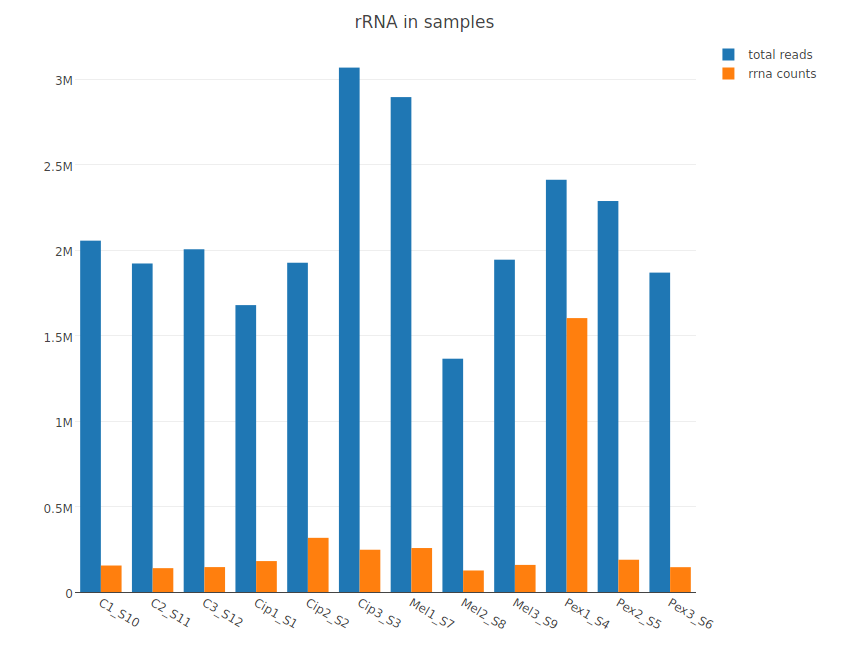 rRNA in samples
total reads
rrna counts
3M
2.5M
2M
1.5M
1M
0.5M
0
C1_S10
C2_S11
C3_S12
Cip1_S1
Cip2_S2
Cip3_S3
Mel1_S7
Mel2_S8
Mel3_S9
Pex1_S4
Pex2_S5
Pex3_S6